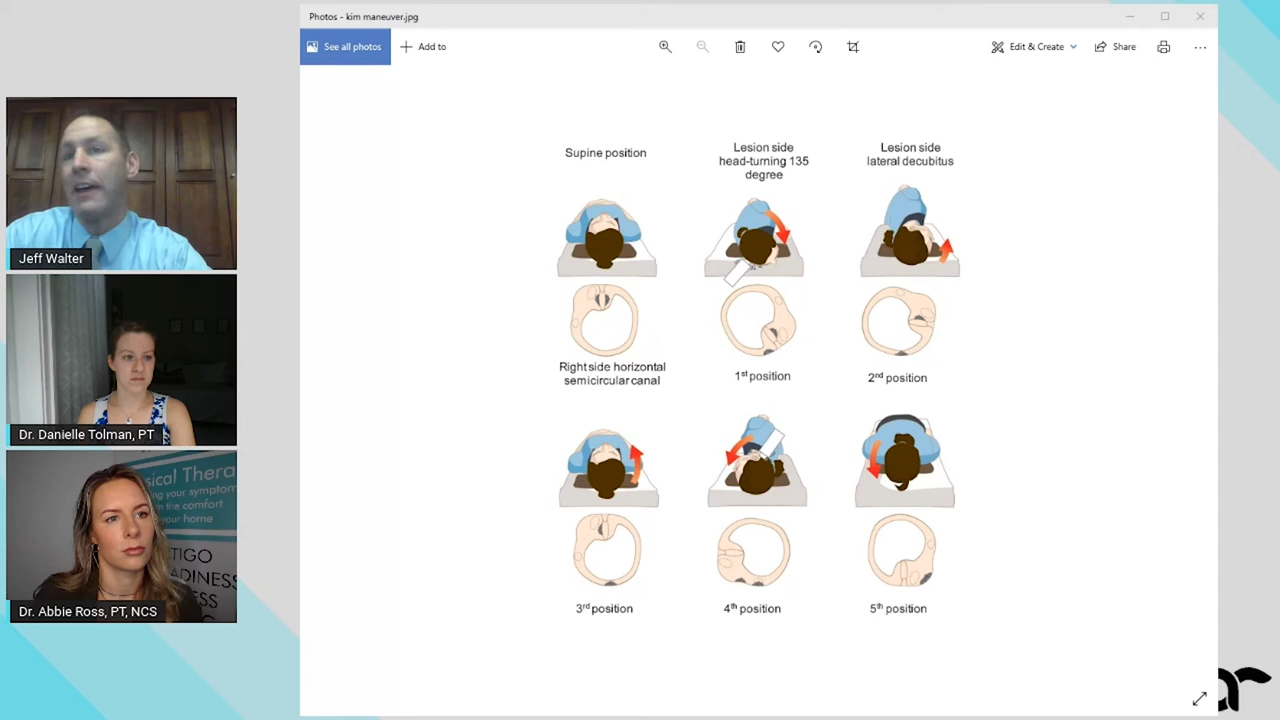 Photos - kim maneuver.jpg
See all photos
Add to
Edit & Create
Share
Jeff Walter
Dr. Danielle Tolman, PT
Dr. Abbie Ross, PT, NCS
Supine position
Lesion side
head-turning 135
degree
Lesion side
lateral decubitus
Right side horizontal
semicircular canal
1st position
2nd position
3rd position
4th position
5th position